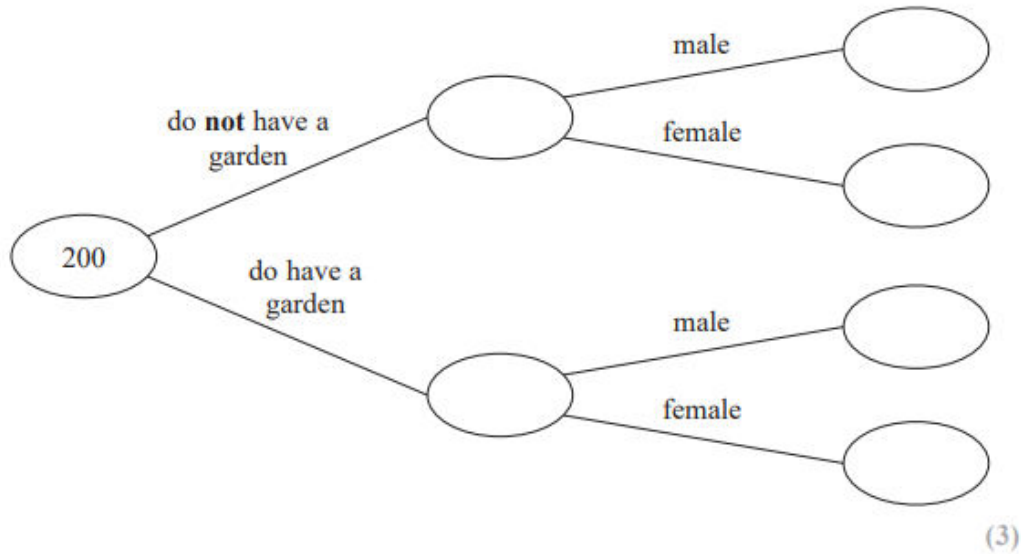 male
do not have a
garden
female
200
do have a
garden
male
female
(3)